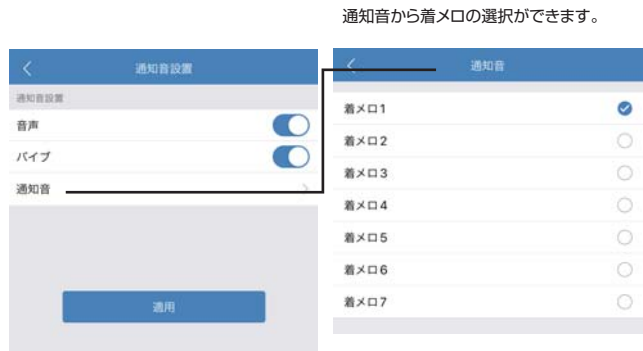 通知音から着メロの選択ができます。
通知音設置
通知音設置
音声
バイブ
通知音
適用
通知音
着メロ1
着メロ2
着メロ3
着メロ4
着メロ5
着メロ6
着メロ7